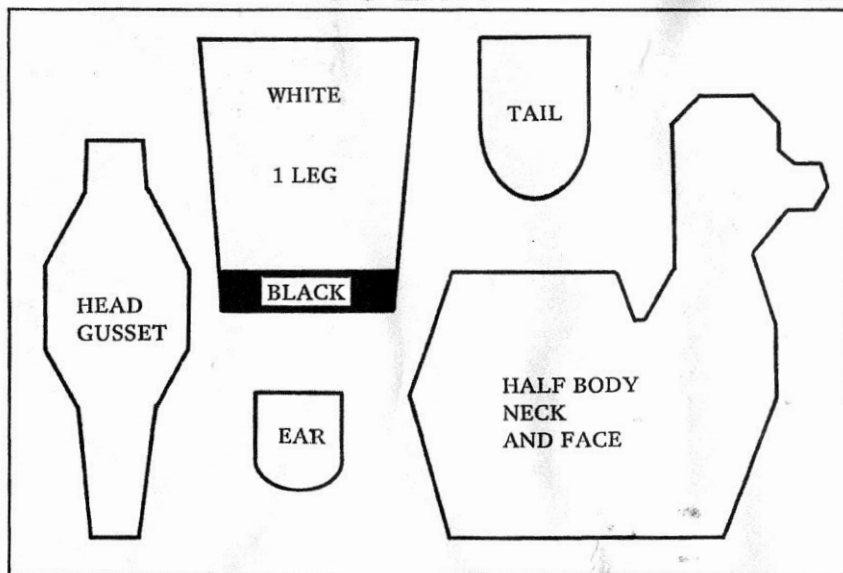 WHITE
1 LEG
BLACK
TAIL
HEAD
GUSSET
EAR
HALF BODY
NECK
AND FACE